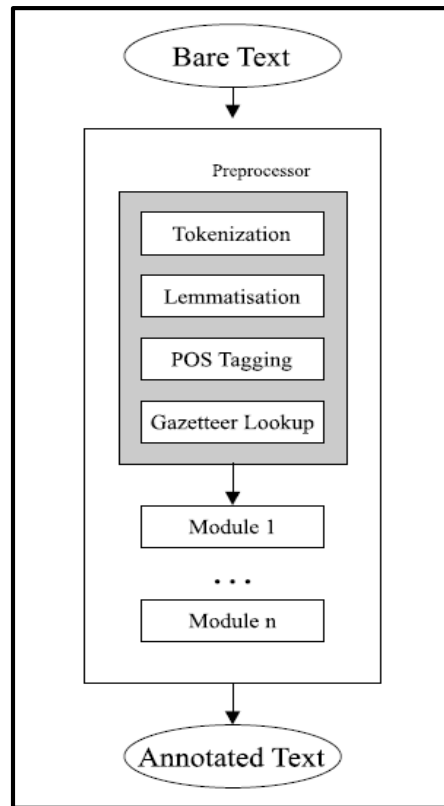 Bare Text
Preprocessor
Tokenization
Lemmatisation
POS Tagging
Gazetteer Lookup
Module 1
...
Module n
Annotated Text